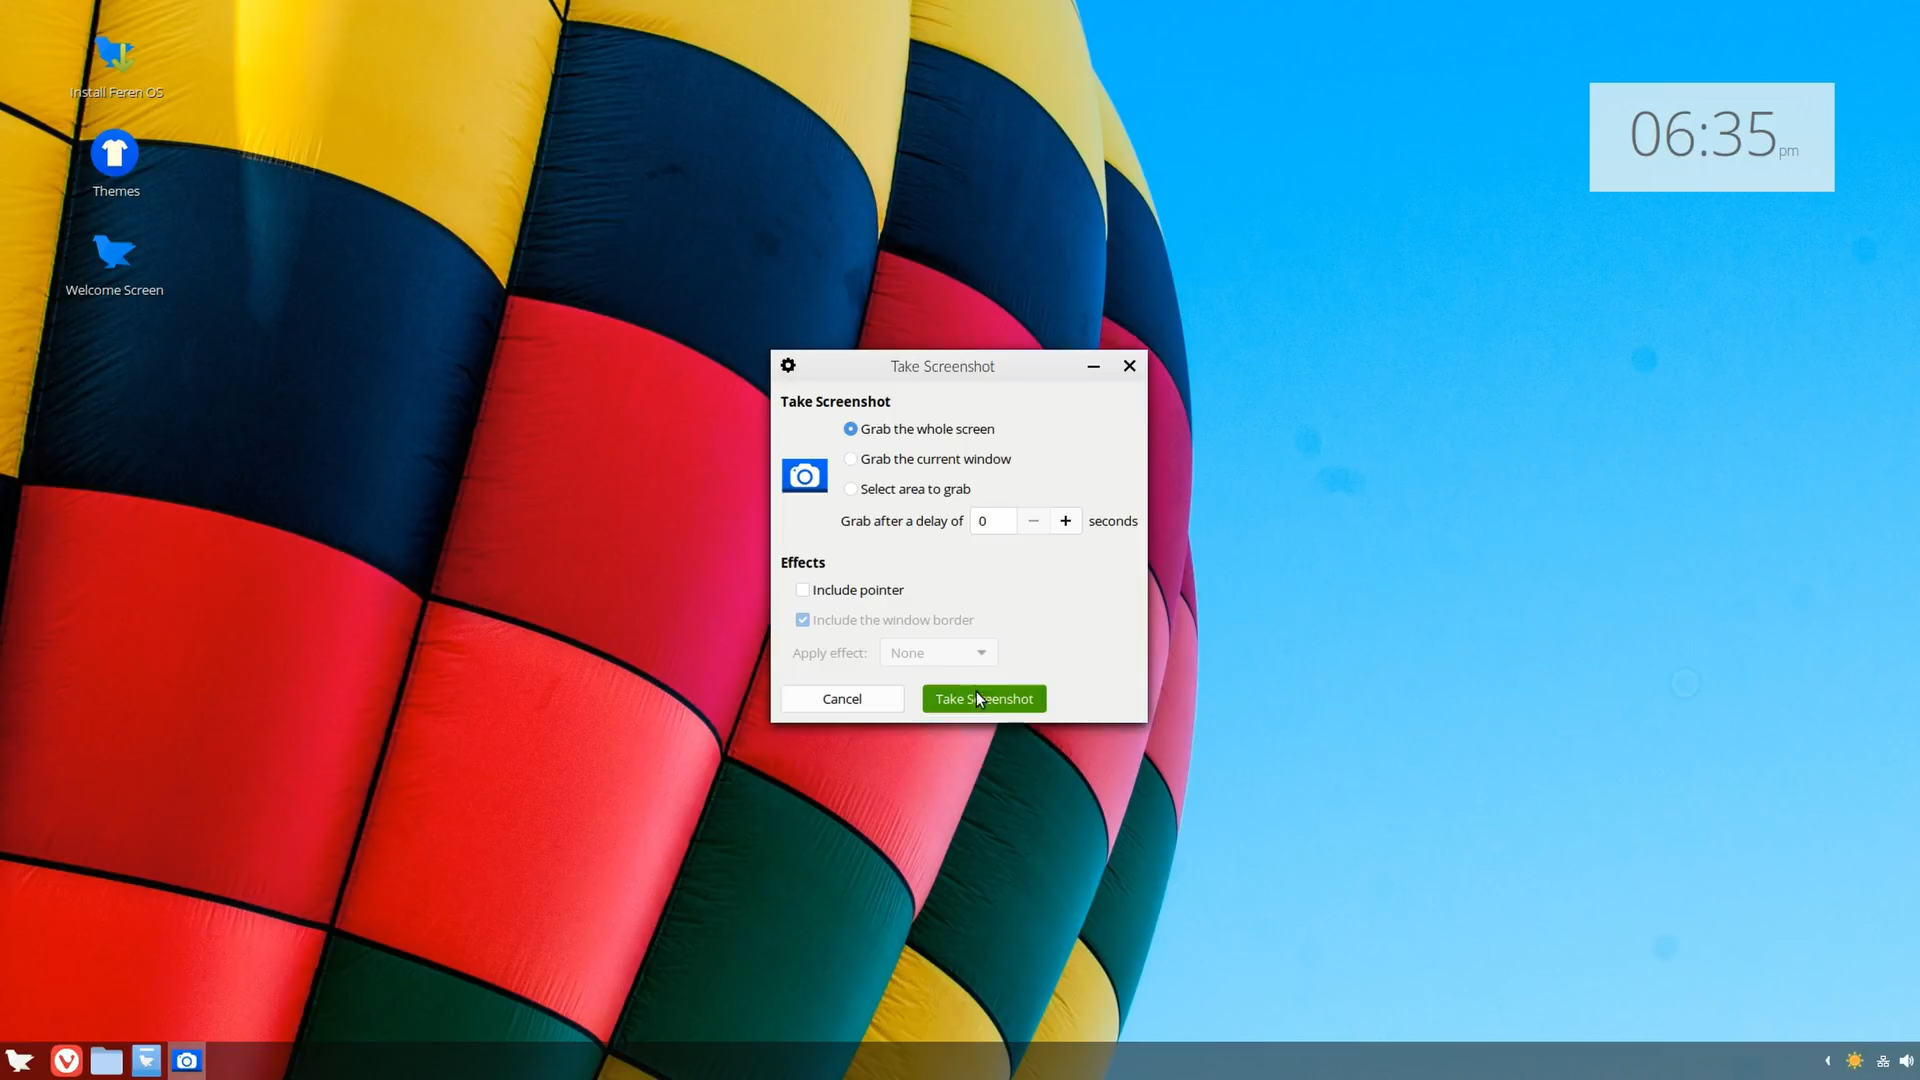 Install Feren OS
Themes
Welcome Screen
06:35pm
Take Screenshot
Take Screenshot
Grab the whole screen
Grab the current window
Select area to grab
Grab after a delay of 0 seconds
Effects
Include pointer
Include the window border
Apply effect: None
Cancel Take Screenshot